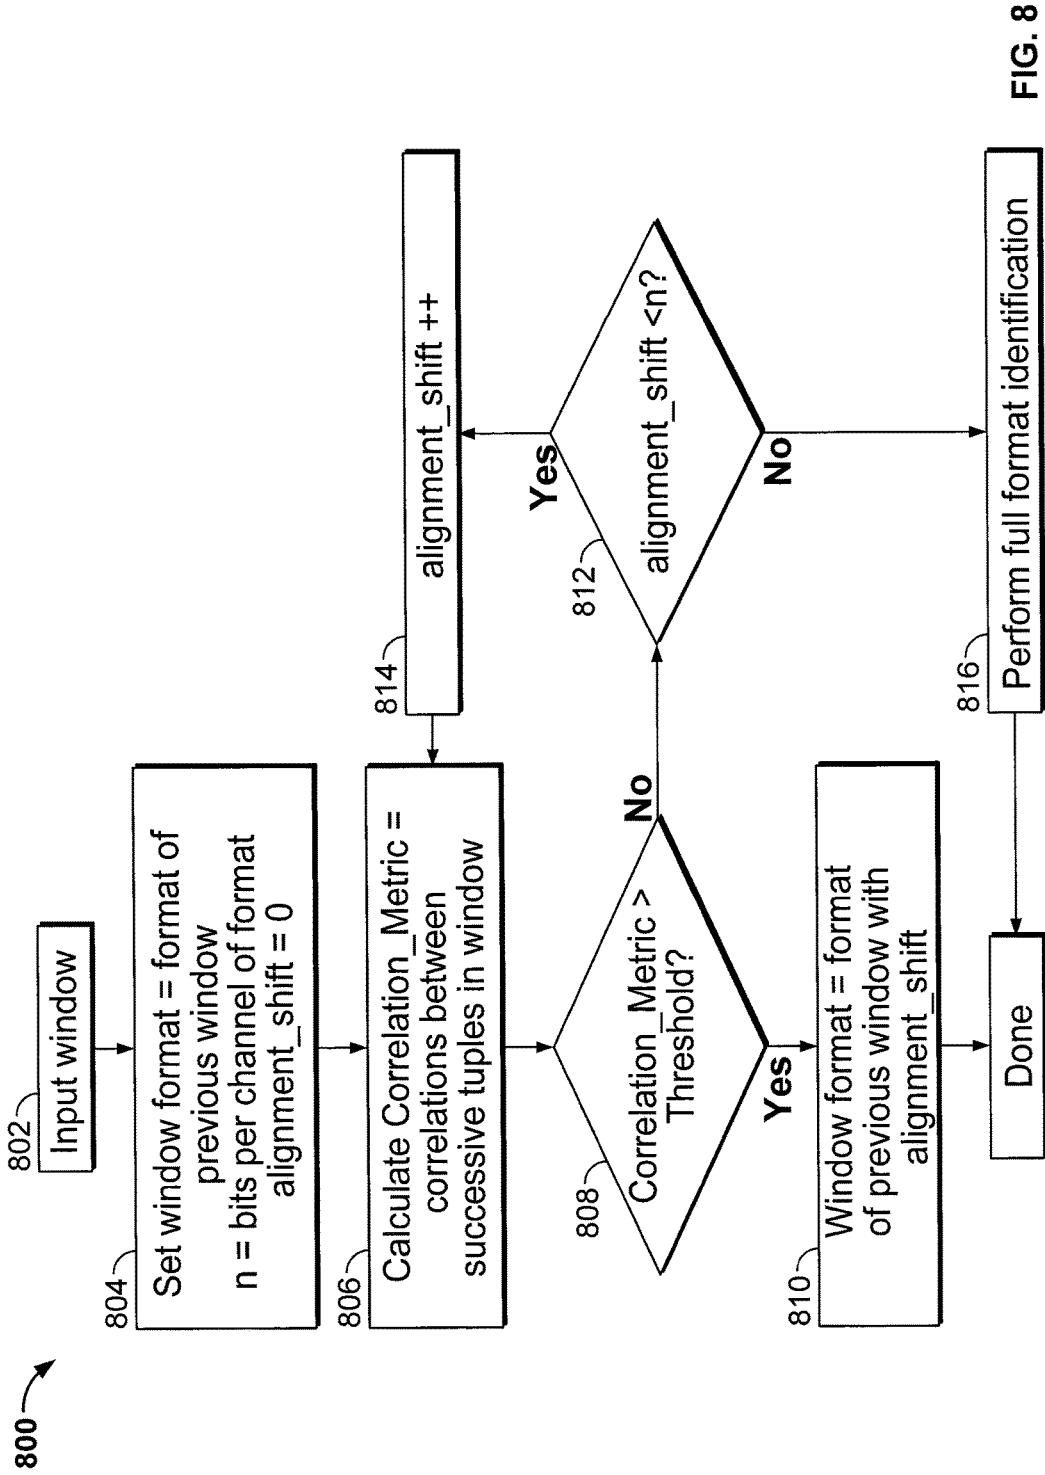 800
802
Input window
804
Set window format = format of
previous window
n = bits per channel of format
alignment_shift = 0
806
Calculate Correlation_Metric =
correlations between
successive tuples in window
814
alignment_shift ++
808
Correlation_Metric >
Threshold?
No
Yes
812
alignment_shift <n?
Yes
No
810
Window format = format
of previous window with
alignment_shift
816
Perform full format identification
Done
FIG. 8